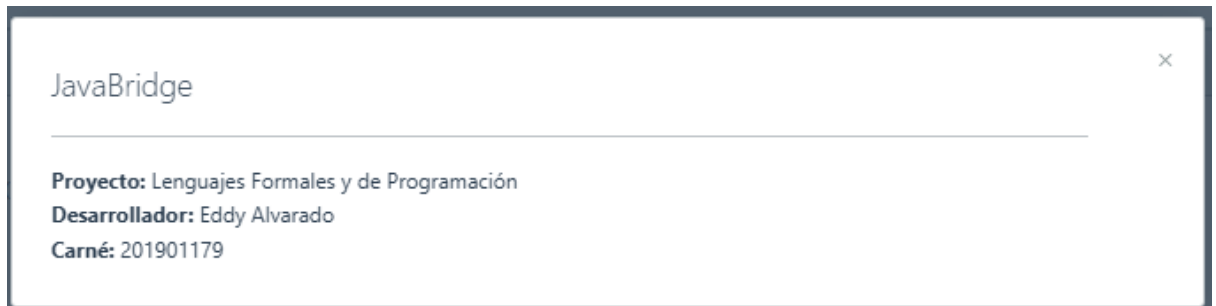 JavaBridge
Proyecto: Lenguajes Formales y de Programación
Desarrollador: Eddy Alvarado
Carné: 201901179